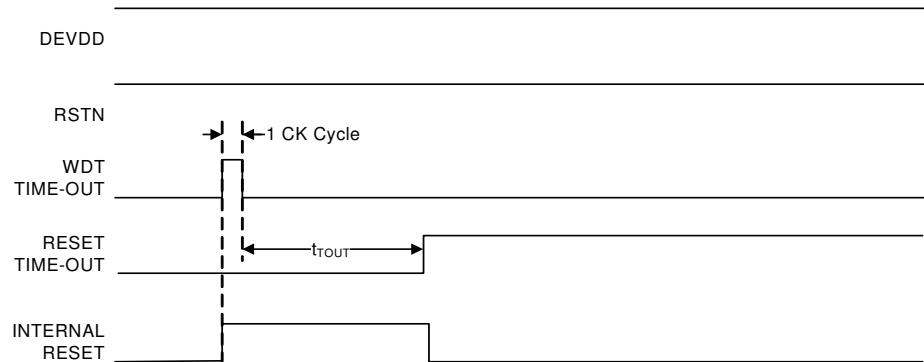 DEVDD
RSTN
1 CK Cycle
WDT
TIME-OUT
RESET
TIME-OUT
tTOUT
INTERNAL
RESET